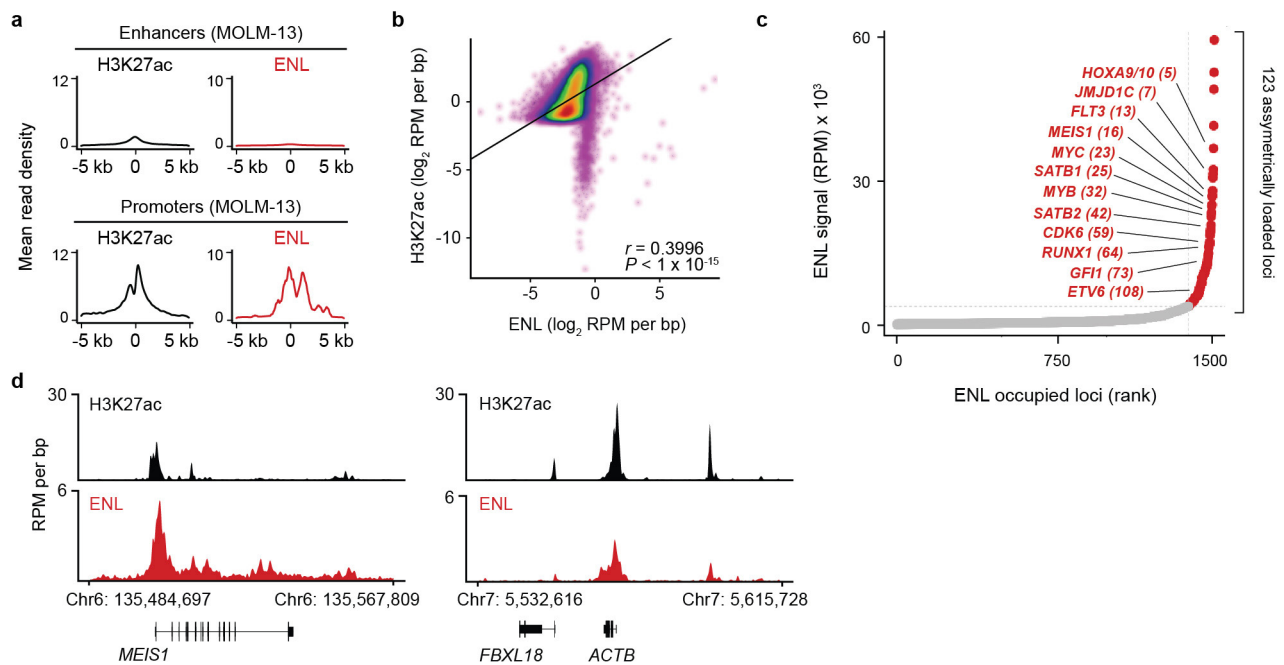 a
Enhancers (MOLM-13)
H3K27ac
ENL
12
0
-5 kb 0 5 kb
10
0
-5 kb 0 5 kb
Promoters (MOLM-13)
H3K27ac
ENL
12
0
-5 kb 0 5 kb
10
0
-5 kb 0 5 kb
Mean read density
b
H3K27ac (log2 RPM per bp)
0
-5
-10
r = 0.3996
P < 1 x 10-15
-5 0 5
ENL (log2 RPM per bp)
c
ENL signal (RPM) x 10³
60
30
0
HOXA9/10 (5)
JMJD1C (7)
FLT3 (13)
MEIS1 (16)
MYC (23)
SATB1 (25)
MYB (32)
SATB2 (42)
CDK6 (59)
RUNX1 (64)
GFI1 (73)
ETV6 (108)
123 assymetrically loaded loci
0 750 1500
ENL occupied loci (rank)
d
RPM per bp
30
H3K27ac
6
ENL
Chr6: 135,484,697 Chr6: 135,567,809
MEIS1
30
H3K27ac
6
ENL
Chr7: 5,532,616 Chr7: 5,615,728
FBXL18 ACTB